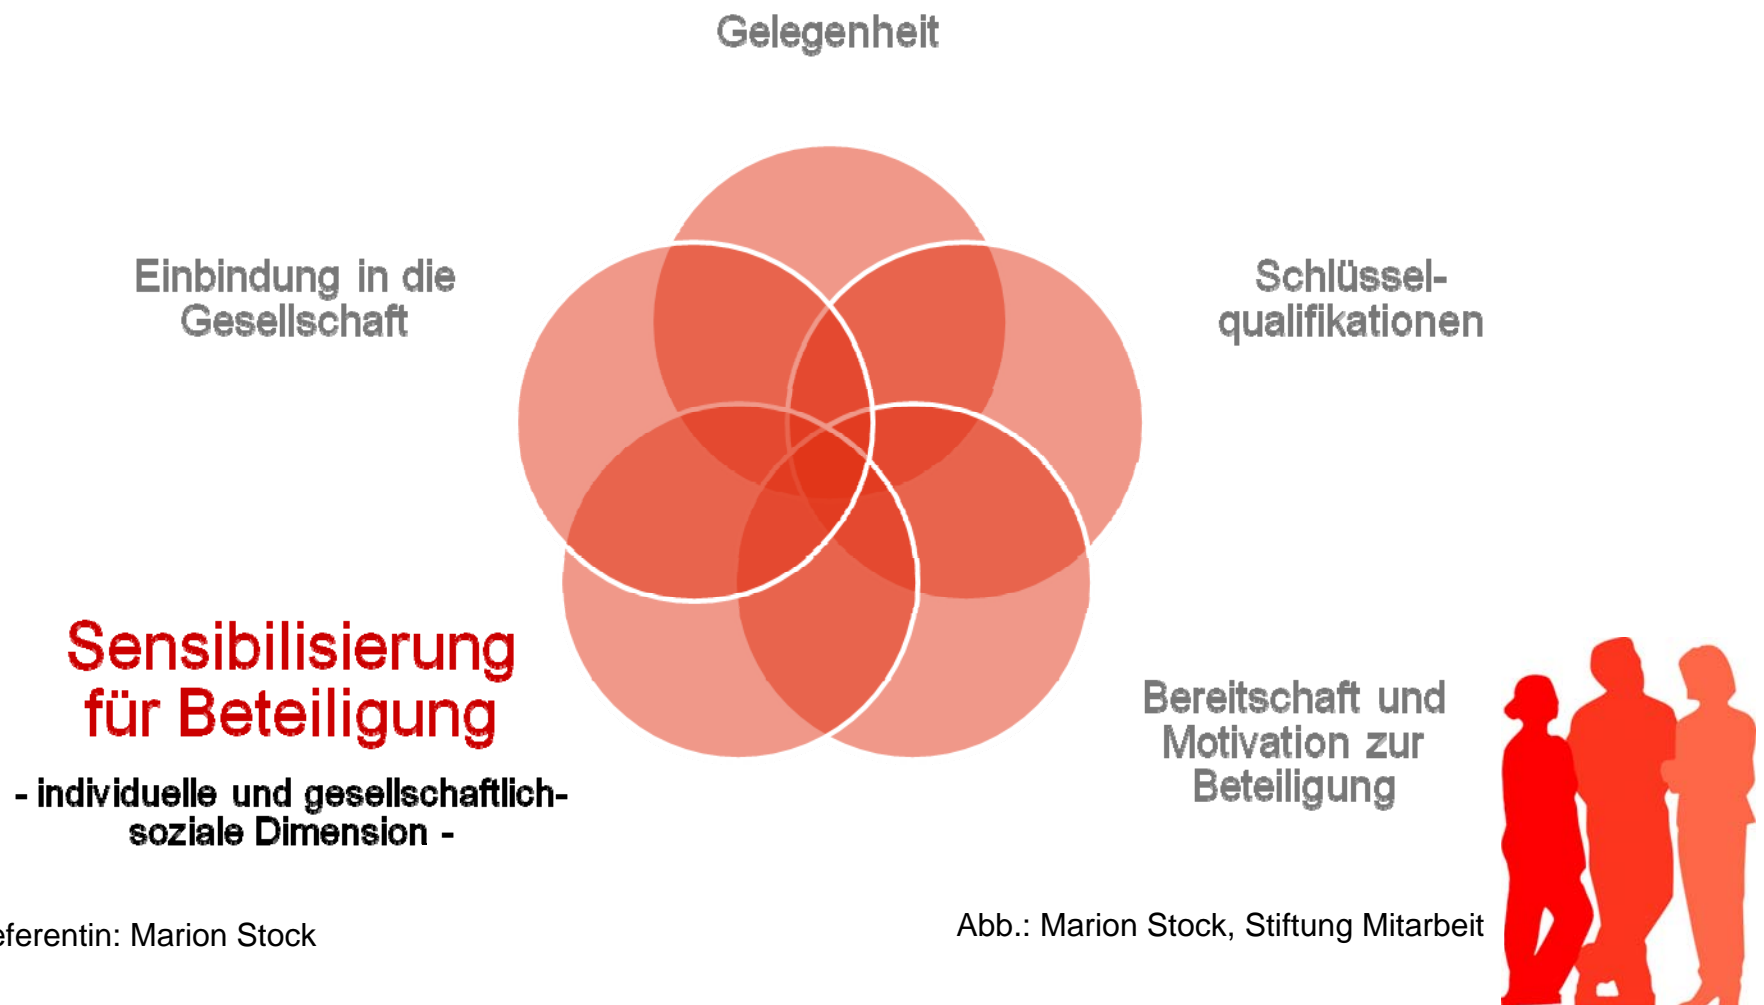 Gelegenheit
Einbindung in die
Gesellschaft
Schlüssel-
qualifikationen
Sensibilisierung
für Beteiligung
- individuelle und gesellschaftlich-
soziale Dimension -
Bereitschaft und
Motivation zur
Beteiligung
eferentin: Marion Stock
Abb.: Marion Stock, Stiftung Mitarbeit